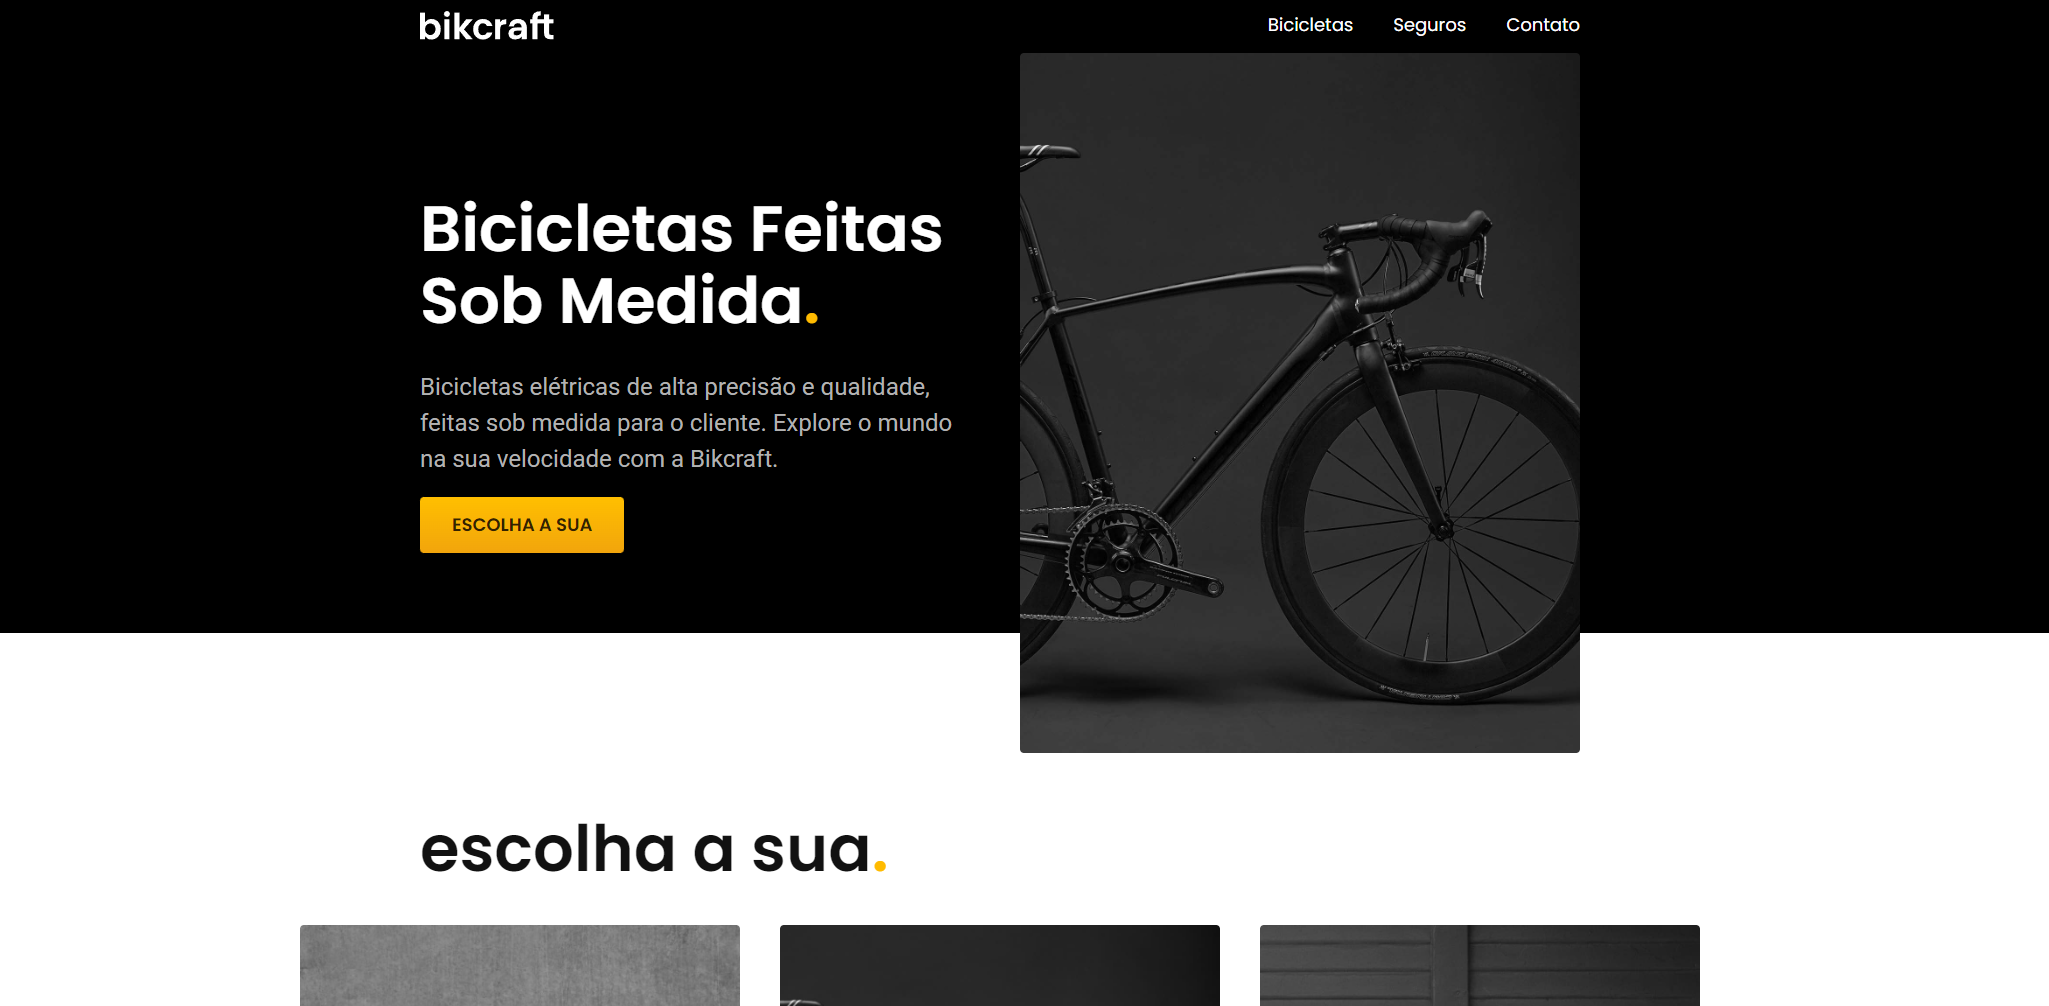 bikcraft
Bicicletas Seguros Contato
Bicicletas Feitas
Sob Medida.
Bicicletas elétricas de alta precisão e qualidade,
feitas sob medida para o cliente. Explore o mundo
na sua velocidade com a Bikcraft.
ESCOLHA A SUA
escolha a sua.